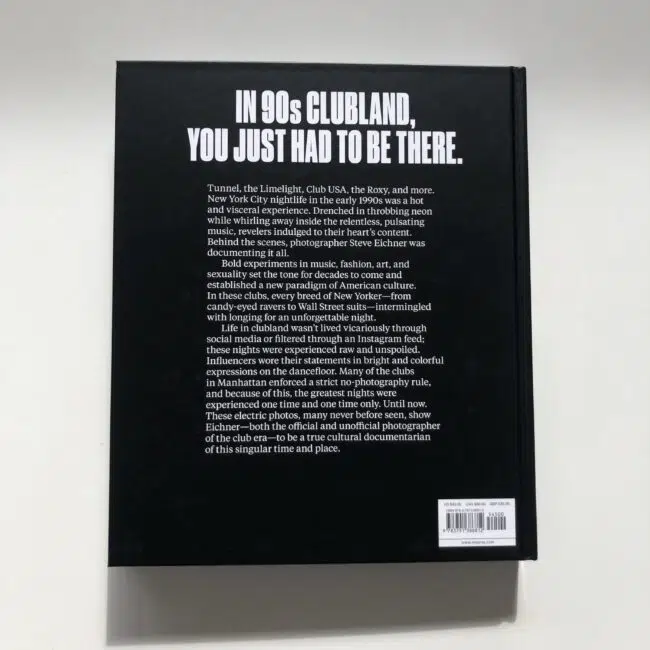 IN 90s CLUBLAND,
YOU JUST HAD TO BE THERE.
Tunnel, the Limelight, Club USA, the Roxy, and more.
New York City nightlife in the early 1990s was a hot
and visceral experience. Drenched in throbbing neon
while whirling away inside the relentless, pulsating
music, revelers indulged to their heart's content.
Behind the scenes, photographer Steve Eichner was
documenting it all.
Bold experiments in music, fashion, art, and
sexuality set the tone for decades to come and
established a new paradigm of American culture.
In these clubs, every breed of New Yorker—from
candy-eyed ravers to Wall Street suits—intermingled
with longing for an unforgettable night.
Life in clubland wasn't lived vicariously through
social media or filtered through an Instagram feed;
these nights were experienced raw and unspoiled.
Influencers wore their statements in bright and colorful
expressions on the dancefloor. Many of the clubs
in Manhattan enforced a strict no-photography rule,
and because of this, the greatest nights were
experienced one time and one time only. Until now.
These electric photos, many never before seen, show
Eichner—both the official and unofficial photographer
of the club era—to be a true cultural documentarian
of this singular time and place.